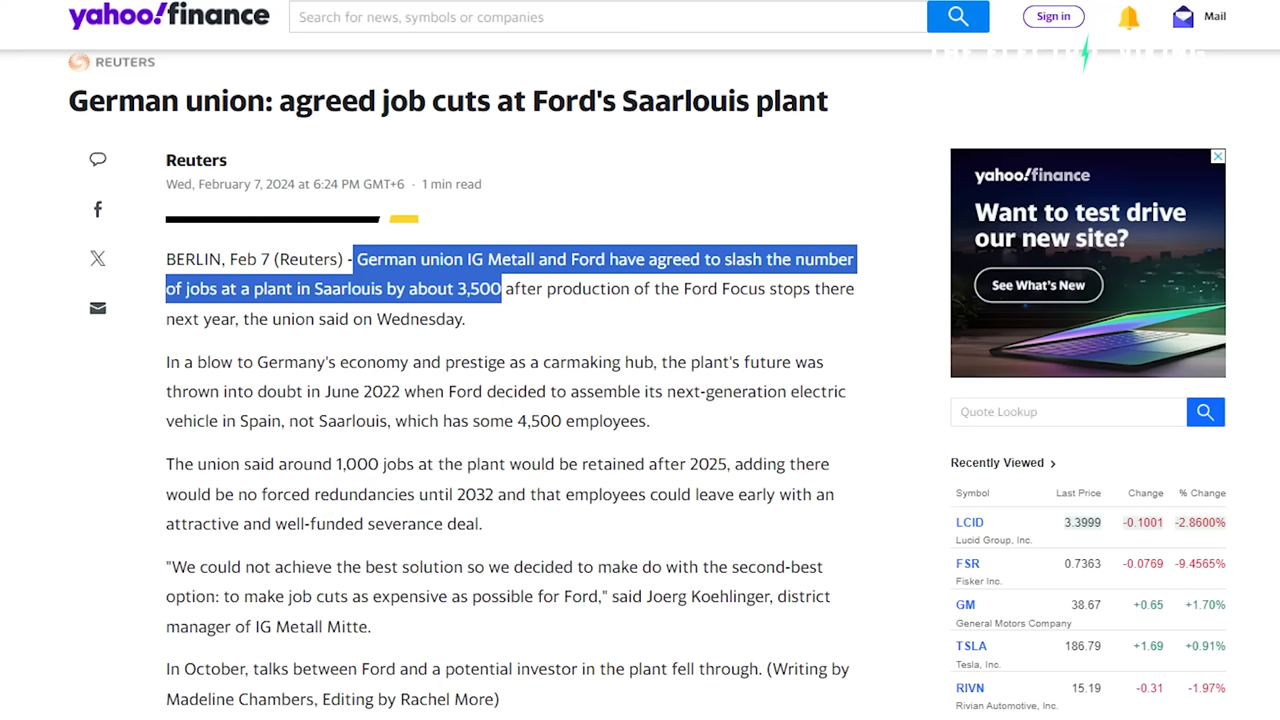 yahoo!finance
Search for news, symbols or companies
Sign in
Mail
REUTERS
German union: agreed job cuts at Ford's Saarlouis plant
Reuters
Wed, February 7, 2024 at 6:24 PM GMT+6 · 1 min read
BERLIN, Feb 7 (Reuters) - German union IG Metall and Ford have agreed to slash the number
of jobs at a plant in Saarlouis by about 3,500 after production of the Ford Focus stops there
next year, the union said on Wednesday.
In a blow to Germany's economy and prestige as a carmaking hub, the plant's future was
thrown into doubt in June 2022 when Ford decided to assemble its next-generation electric
vehicle in Spain, not Saarlouis, which has some 4,500 employees.
The union said around 1,000 jobs at the plant would be retained after 2025, adding there
would be no forced redundancies until 2032 and that employees could leave early with an
attractive and well-funded severance deal.
"We could not achieve the best solution so we decided to make do with the second-best
option: to make job cuts as expensive as possible for Ford," said Joerg Koehlinger, district
manager of IG Metall Mitte.
In October, talks between Ford and a potential investor in the plant fell through. (Writing by
Madeline Chambers, Editing by Rachel More)
yahoo!finance
Want to test drive
our new site?
See What's New
Quote Lookup
Recently Viewed
Symbol Last Price Change % Change
LCID 3.3999 -0.1001 -2.8600%
Lucid Group, Inc.
FSR 0.7363 -0.0769 -9.4565%
Fisker Inc.
GM 38.67 +0.65 +1.70%
General Motors Company
TSLA 186.79 +1.69 +0.91%
Tesla, Inc.
RIVN 15.19 -0.31 -1.97%
Rivian Automotive, Inc.